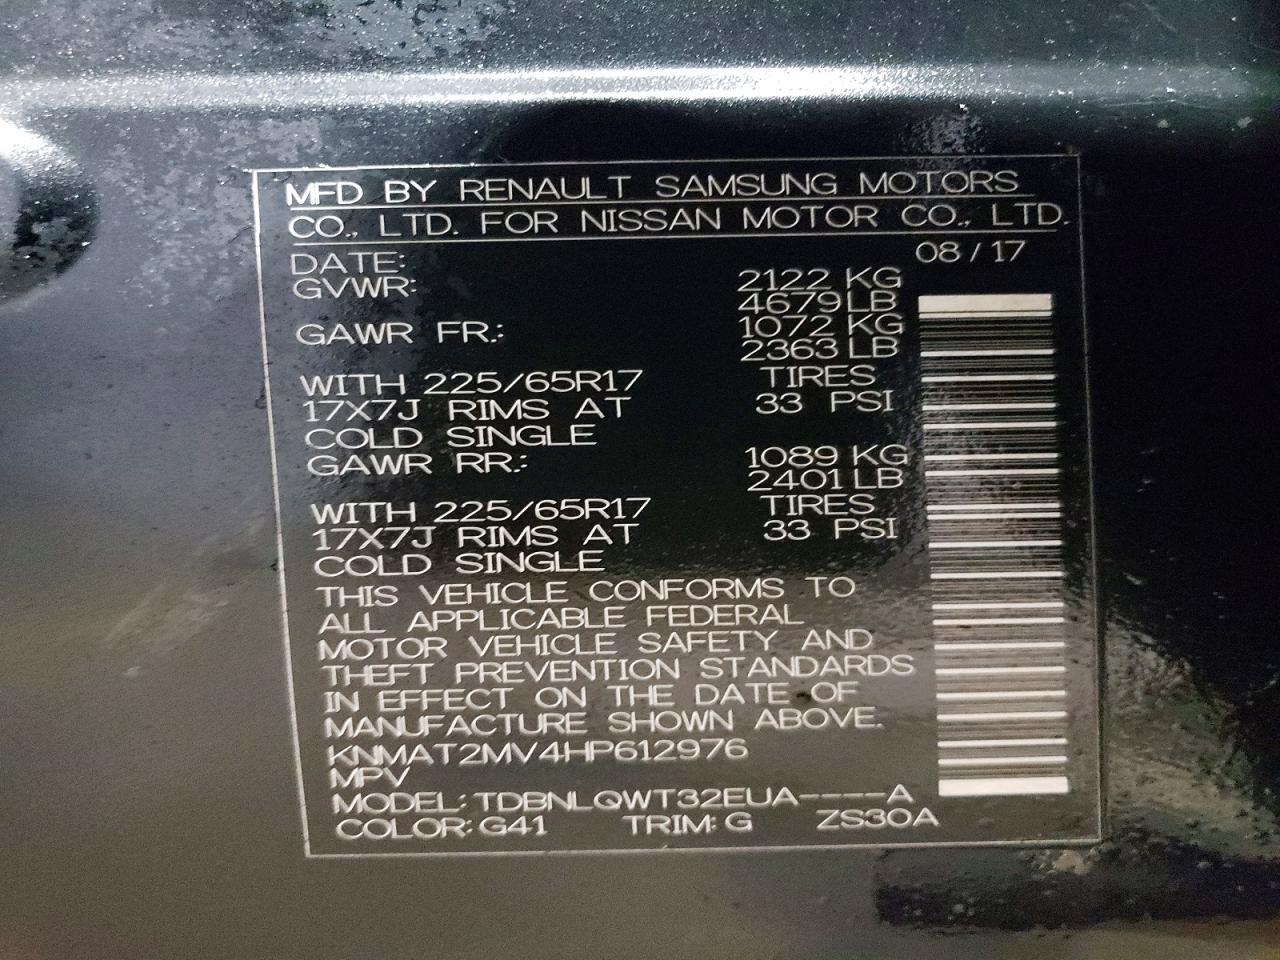 MFD BY RENAULT SAMSUNG MOTORS
CO., LTD. FOR NISSAN MOTOR CO., LTD.
DATE: 08 / 17
GVWR: 2122 KG
4679 LB
GAWR FR.: 1072 KG
2363 LB
WITH 225/65R17 TIRES
17X7J RIMS AT 33 PSI
COLD SINGLE
GAWR RR.: 1089 KG
2401 LB
WITH 225/65R17 TIRES
17X7J RIMS AT 33 PSI
COLD SINGLE
THIS VEHICLE CONFORMS TO
ALL APPLICABLE FEDERAL
MOTOR VEHICLE SAFETY AND
THEFT PREVENTION STANDARDS
IN EFFECT ON THE DATE OF
MANUFACTURE SHOWN ABOVE.
KNMAT2MV4HP612976
MPV
MODEL: TDBNLQWT32EUA----A
COLOR: G41 TRIM: G ZS30A